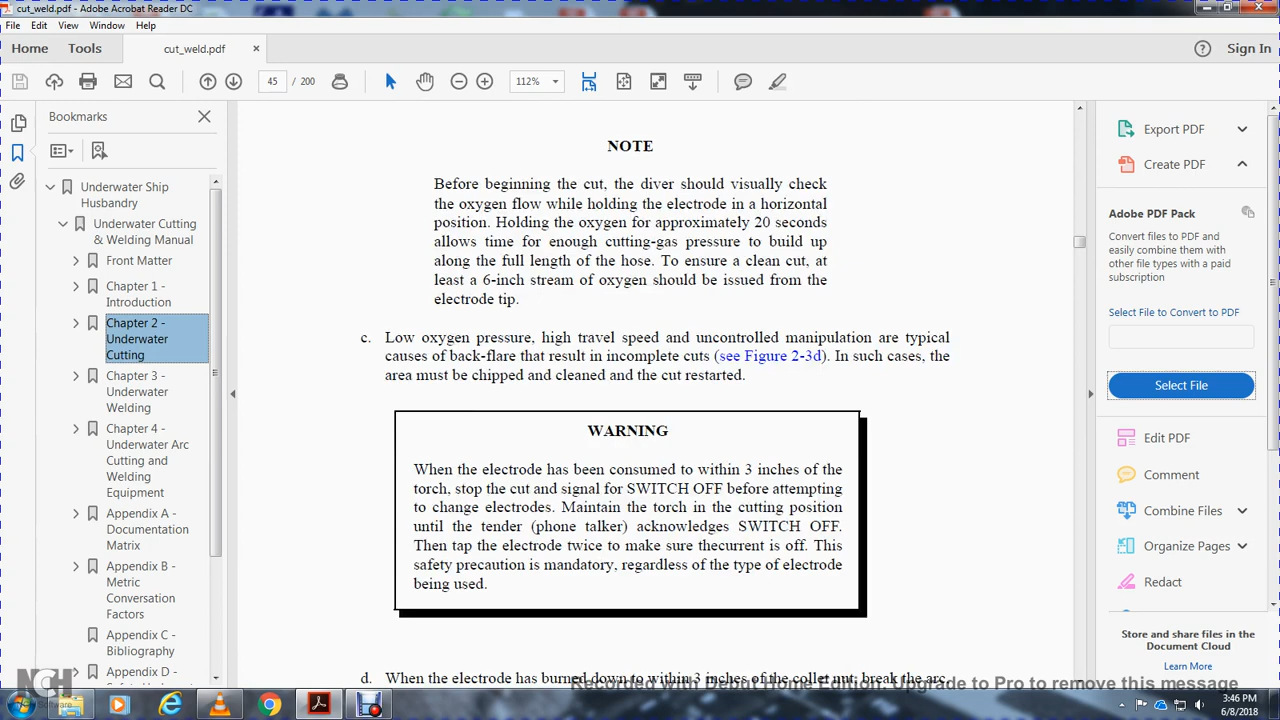 cut_weld.pdf - Adobe Acrobat Reader DC
File Edit View Window Help
Home Tools cut_weld.pdf × Sign In
45 / 200 112%
Bookmarks
Underwater Ship
Husbandry
Underwater Cutting
& Welding Manual
Front Matter
Chapter 1 -
Introduction
Chapter 2 -
Underwater
Cutting
Chapter 3 -
Underwater
Welding
Chapter 4 -
Underwater Arc
Cutting and
Welding
Equipment
Appendix A -
Documentation
Matrix
Appendix B -
Metric
Conversation
Factors
Appendix C -
Bibliography
Appendix D -
NOTE
Before beginning the cut, the diver should visually check
the oxygen flow while holding the electrode in a horizontal
position. Holding the oxygen for approximately 20 seconds
allows time for enough cutting-gas pressure to build up
along the full length of the hose. To ensure a clean cut, at
least a 6-inch stream of oxygen should be issued from the
electrode tip.
c. Low oxygen pressure, high travel speed and uncontrolled manipulation are typical
causes of back-flare that result in incomplete cuts (see Figure 2-3d). In such cases, the
area must be chipped and cleaned and the cut restarted.
WARNING
When the electrode has been consumed to within 3 inches of the
torch, stop the cut and signal for SWITCH OFF before attempting
to change electrodes. Maintain the torch in the cutting position
until the tender (phone talker) acknowledges SWITCH OFF.
Then tap the electrode twice to make sure thecurrent is off. This
safety precaution is mandatory, regardless of the type of electrode
being used.
d. When the electrode has burned down to within 3 inches of the collet nut, break the arc.
Export PDF
Create PDF
Adobe PDF Pack
Convert files to PDF and
easily combine them with
other file types with a paid
subscription
Select File to Convert to PDF
Select File
Edit PDF
Comment
Combine Files
Organize Pages
Redact
Store and share files in the
Document Cloud
Learn More
Recorded with Debut Home Edition. Upgrade to Pro to remove this message
NCH
Software
3:46 PM
6/8/2018